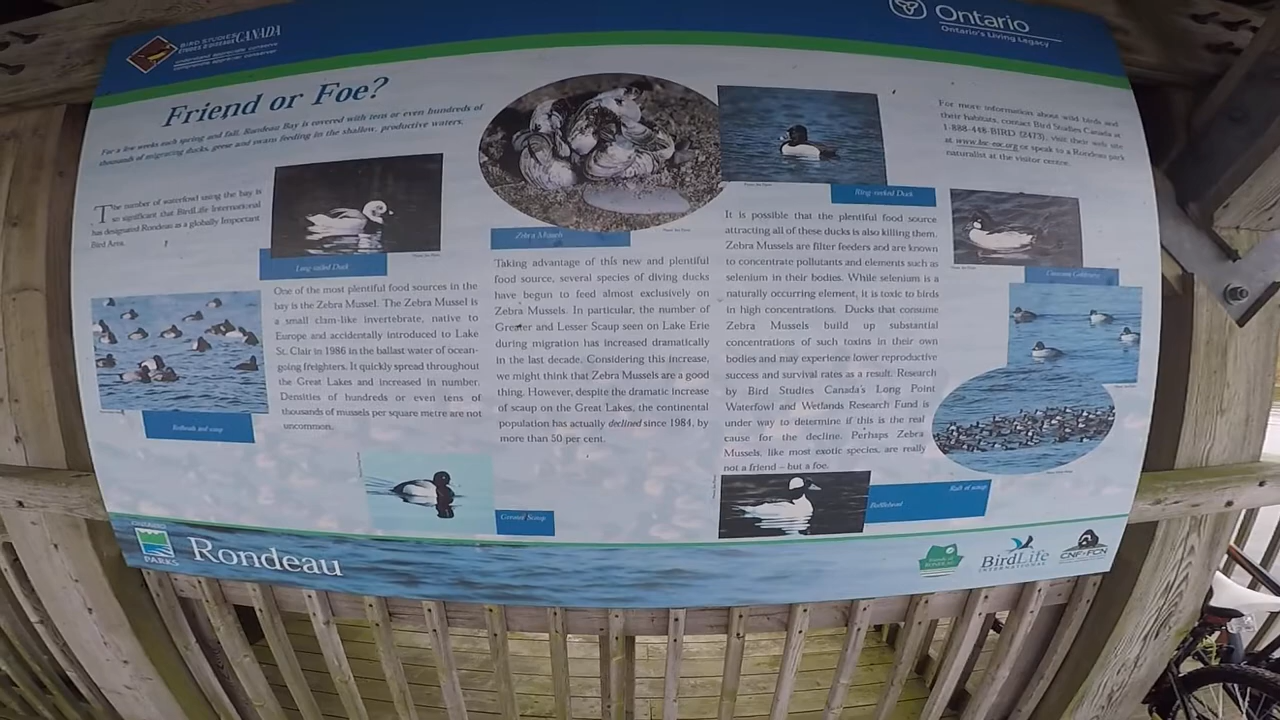 BIRD STUDIES CANADA
ÉTUDES D'OISEAUX
Ontario
Ontario's Living Legacy
Friend or Foe?
For a few weeks each spring and fall, Rondeau Bay is covered with tens or even hundreds of
thousands of migrating ducks, geese and swans feeding in the shallow, productive waters.
The number of waterfowl using the bay is
so significant that BirdLife International
has designated Rondeau as a globally Important
Bird Area.
Long-tailed Duck
One of the most plentiful food sources in the
bay is the Zebra Mussel. The Zebra Mussel is
a small clam-like invertebrate, native to
Europe and accidentally introduced to Lake
St. Clair in 1986 in the ballast water of ocean-
going freighters. It quickly spread throughout
the Great Lakes and increased in number.
Densities of hundreds or even tens of
thousands of mussels per square metre are not
uncommon.
Redheads and scaup
Greater Scaup
Zebra Mussels
Taking advantage of this new and plentiful
food source, several species of diving ducks
have begun to feed almost exclusively on
Zebra Mussels. In particular, the number of
Greater and Lesser Scaup seen on Lake Erie
during migration has increased dramatically
in the last decade. Considering this increase,
we might think that Zebra Mussels are a good
thing. However, despite the dramatic increase
of scaup on the Great Lakes, the continental
population has actually declined since 1984, by
more than 50 per cent.
Ring-necked Duck
It is possible that the plentiful food source
attracting all of these ducks is also killing them.
Zebra Mussels are filter feeders and are known
to concentrate pollutants and elements such as
selenium in their bodies. While selenium is a
naturally occurring element, it is toxic to birds
in high concentrations. Ducks that consume
Zebra Mussels build up substantial
concentrations of such toxins in their own
bodies and may experience lower reproductive
success and survival rates as a result. Research
by Bird Studies Canada's Long Point
Waterfowl and Wetlands Research Fund is
under way to determine if this is the real
cause for the decline. Perhaps Zebra
Mussels, like most exotic species, are really
not a friend – but a foe.
For more information about wild birds and
their habitats, contact Bird Studies Canada at
1-888-448-BIRD (2473), visit their web site
at www.bsc-eoc.org or speak to a Rondeau park
naturalist at the visitor centre.
Common Goldeneye
Raft of scaup
Bufflehead
ONTARIO
PARKS
Rondeau
Friends of
RONDEAU
BirdLife
INTERNATIONAL
CNF FCN